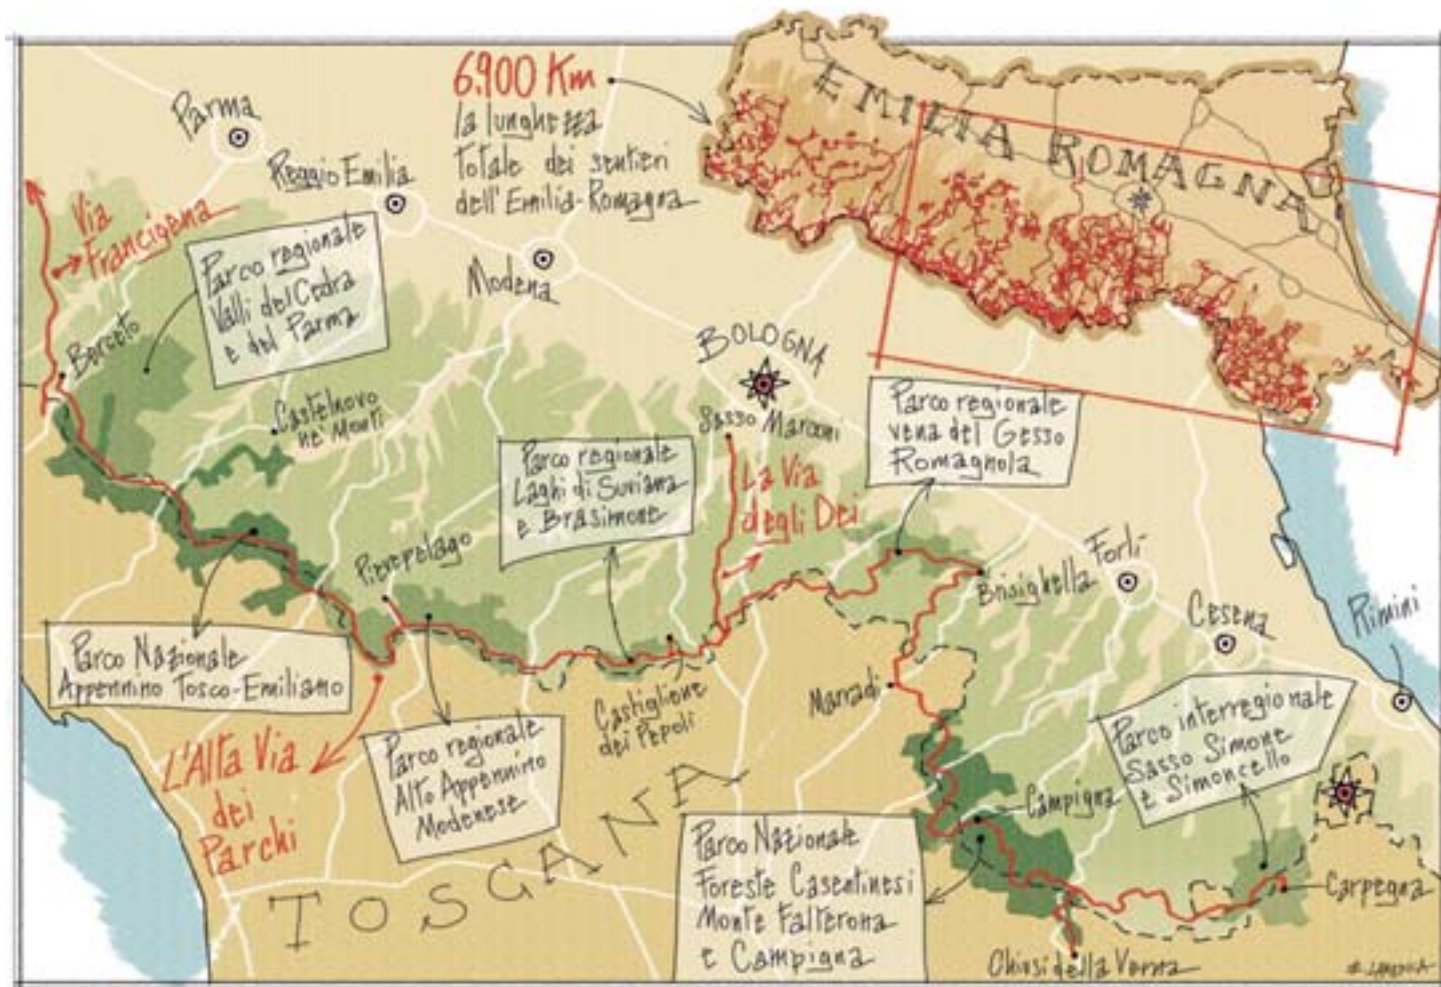 6.900 Km
la lunghezza
totale dei sentieri
dell'Emilia-Romagna
EMILIA ROMAGNA
Parma
Reggio Emilia
Modena
BOLOGNA
Via
Francigena
Parco regionale
Valli del Cedra
e del Parma
Berceto
Castelnovo
ne' Monti
Sasso Marconi
Parco regionale
vena del Gesso
Romagnola
Parco regionale
Laghi di Suviana
e Brasimone
La Via
degli Dei
Pievepelago
Brisighella
Forlì
Cesena
Rimini
Parco Nazionale
Appennino Tosco-Emiliano
Castiglione
dei Pepoli
Marradi
L'Alta Via
dei
Parchi
Parco regionale
Alto Appennino
Modenese
Parco interregionale
Sasso Simone
e Simoncello
TOSCANA
Campigna
Parco Nazionale
Foreste Casentinesi
Monte Falterona
e Campigna
Carpegna
Chiusi della Verna